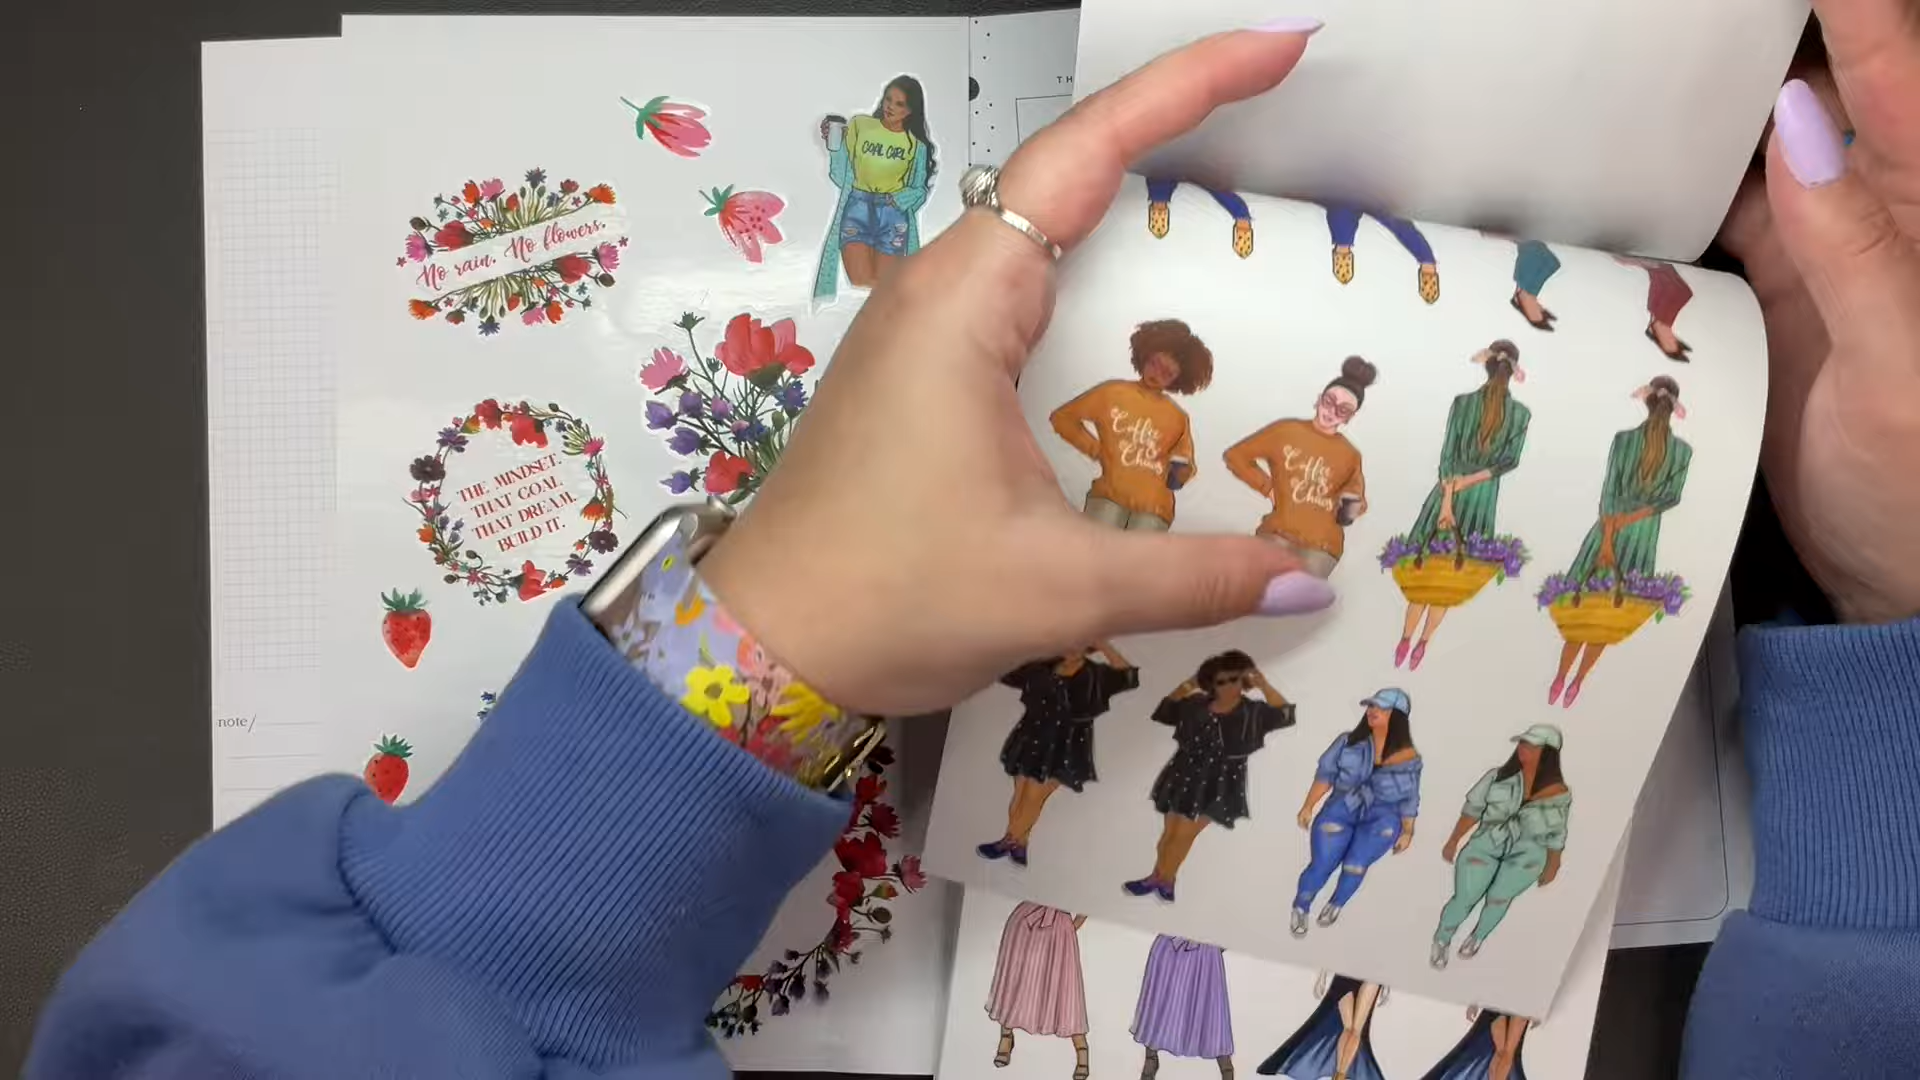 TH
GOAL GIRL
No rain. No flowers.
THE MINDSET.
THAT GOAL.
THAT DREAM.
BUILD IT.
Coffee
&
Chaos
Coffee
&
Chaos
note/